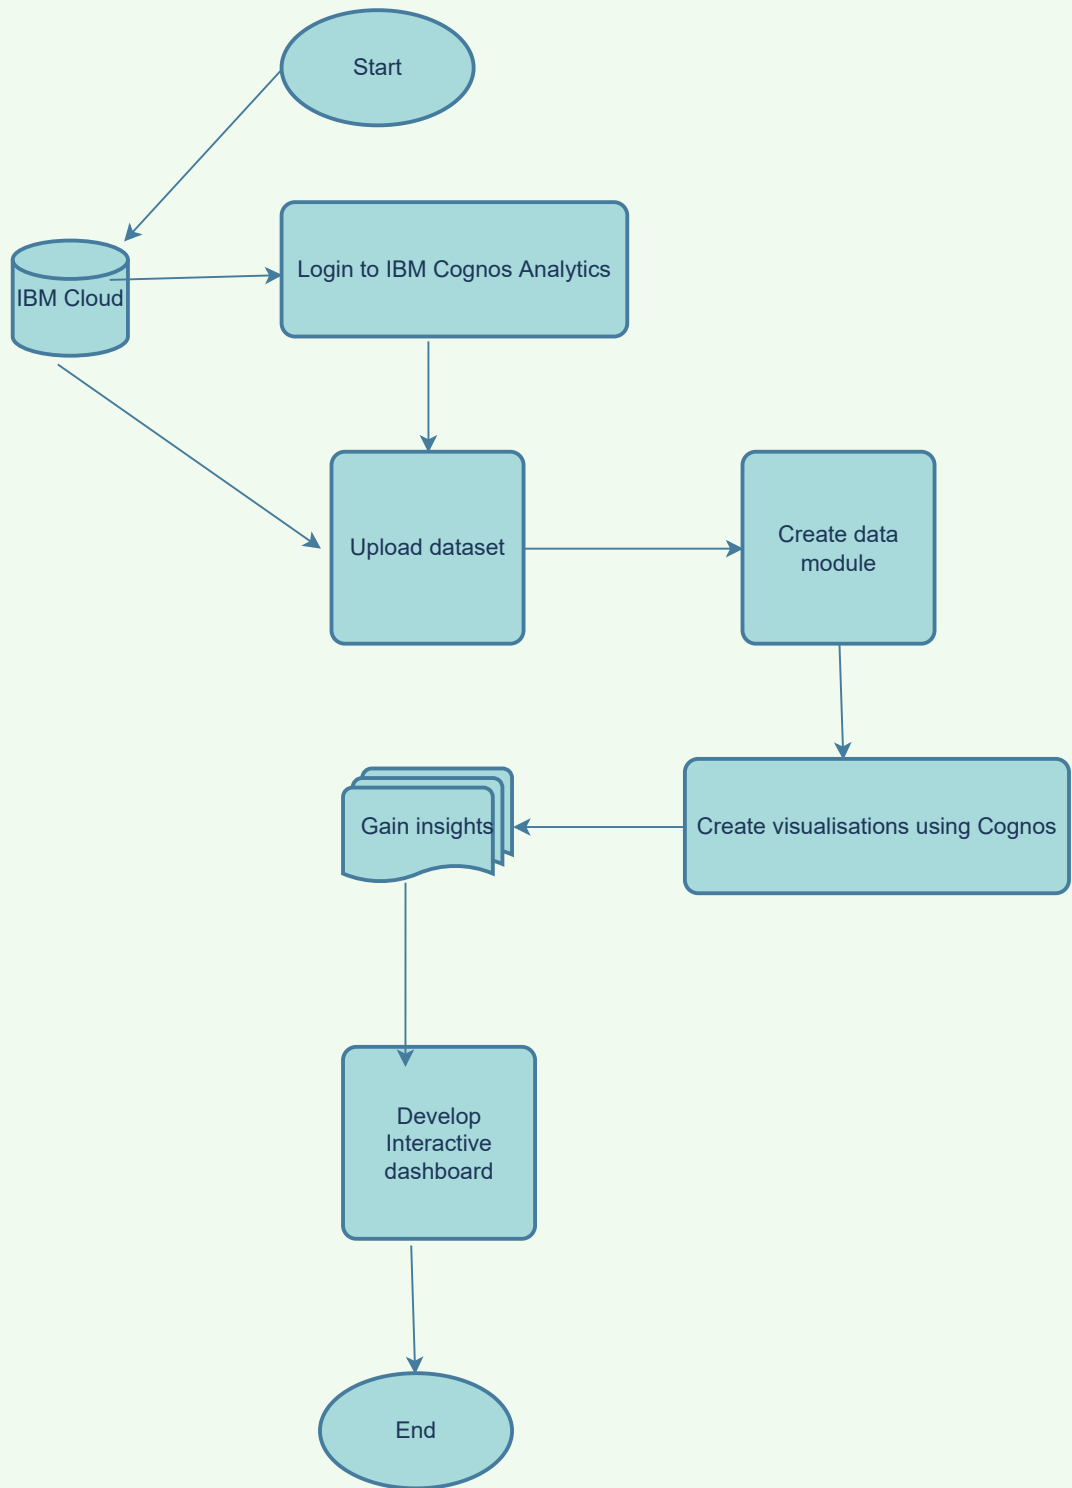 Start
IBM Cloud
Login to IBM Cognos Analytics
Upload dataset
Create data
module
Create visualisations using Cognos
Gain insights
Develop
Interactive
dashboard
End